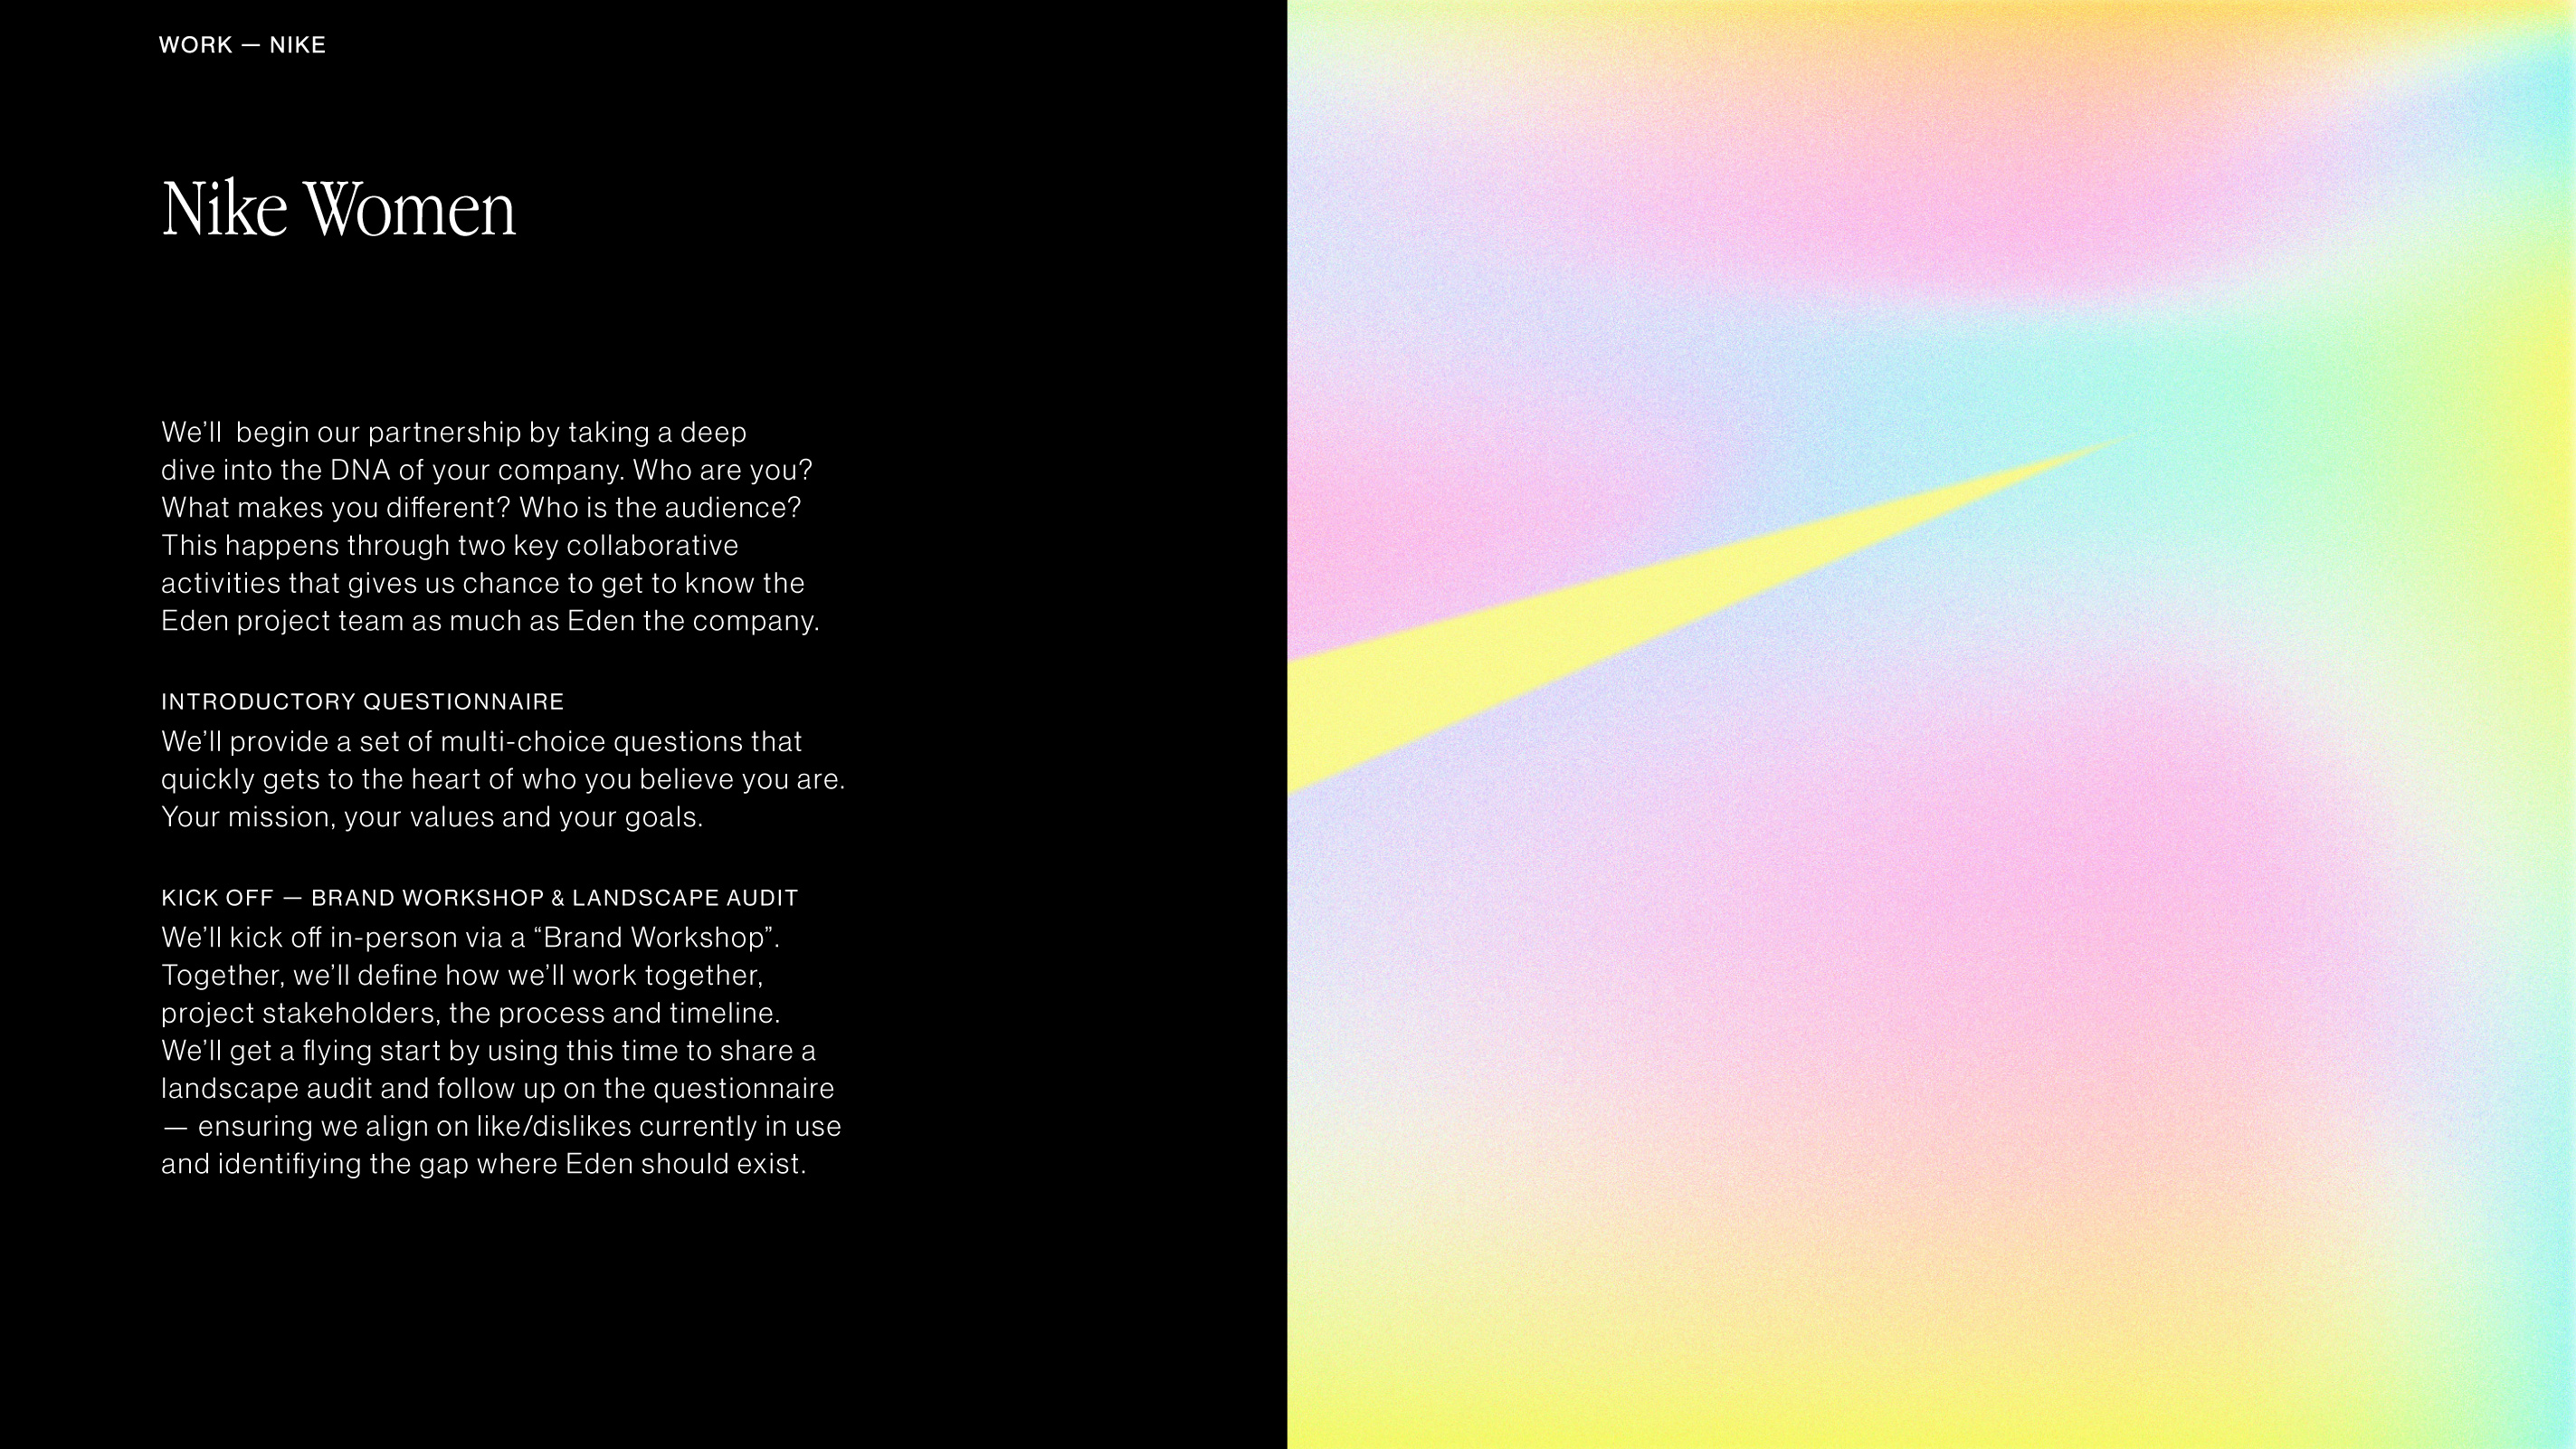 WORK — NIKE
Nike Women
We’ll  begin our partnership by taking a deep
dive into the DNA of your company. Who are you?
What makes you different? Who is the audience?
This happens through two key collaborative
activities that gives us chance to get to know the
Eden project team as much as Eden the company.
INTRODUCTORY QUESTIONNAIRE
We’ll provide a set of multi-choice questions that
quickly gets to the heart of who you believe you are.
Your mission, your values and your goals.
KICK OFF — BRAND WORKSHOP & LANDSCAPE AUDIT
We’ll kick off in-person via a “Brand Workshop”.
Together, we’ll define how we’ll work together,
project stakeholders, the process and timeline.
We’ll get a flying start by using this time to share a
landscape audit and follow up on the questionnaire
— ensuring we align on like/dislikes currently in use
and identifiying the gap where Eden should exist.